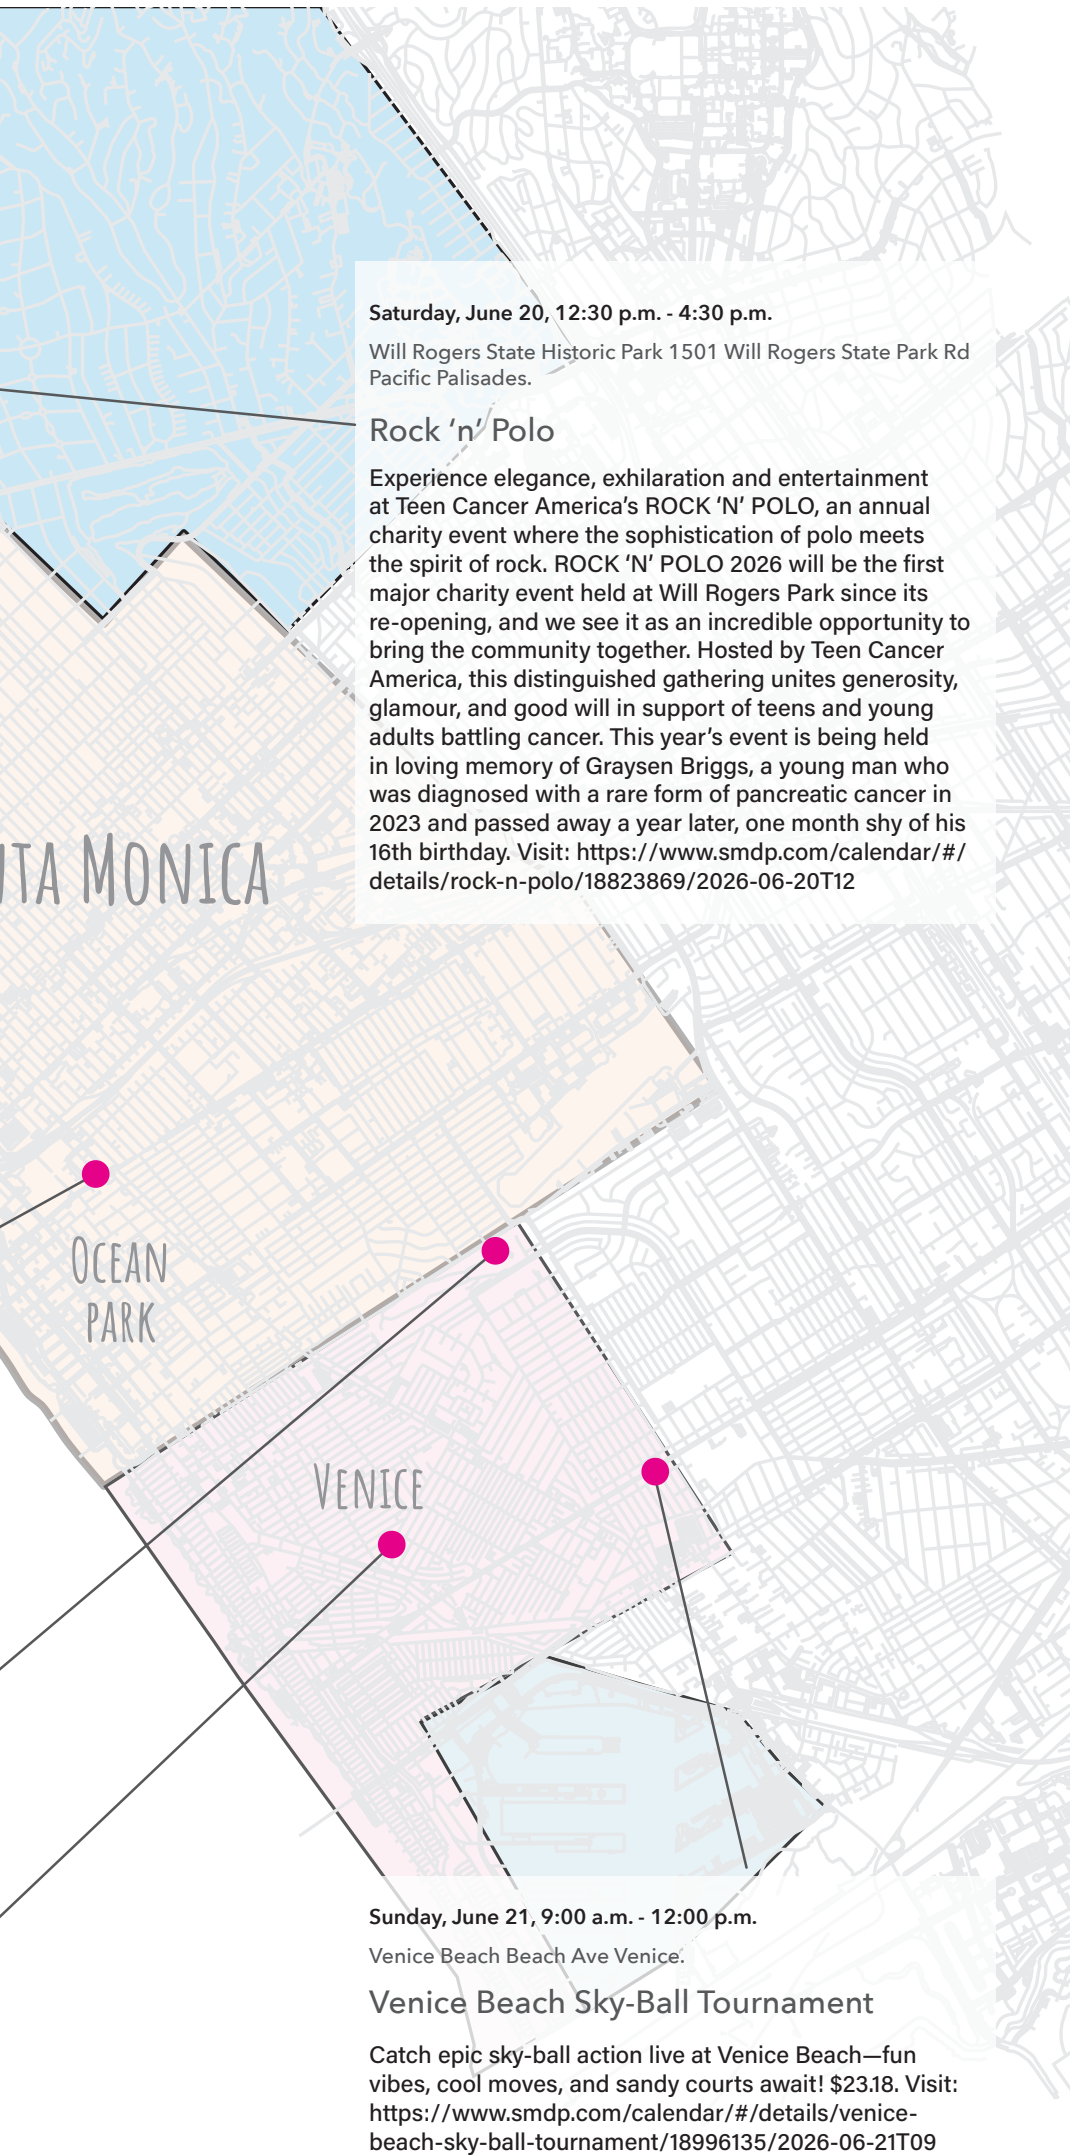 Saturday, June 20, 12:30 p.m. - 4:30 p.m.
Will Rogers State Historic Park 1501 Will Rogers State Park Rd
Pacific Palisades.
Rock ‘n’ Polo
Experience elegance, exhilaration and entertainment
at Teen Cancer America’s ROCK ‘N’ POLO, an annual
charity event where the sophistication of polo meets
the spirit of rock. ROCK ‘N’ POLO 2026 will be the first
major charity event held at Will Rogers Park since its
re-opening, and we see it as an incredible opportunity to
bring the community together. Hosted by Teen Cancer
America, this distinguished gathering unites generosity,
glamour, and good will in support of teens and young
adults battling cancer. This year’s event is being held
in loving memory of Graysen Briggs, a young man who
was diagnosed with a rare form of pancreatic cancer in
2023 and passed away a year later, one month shy of his
16th birthday. Visit: https://www.smdp.com/calendar/#/
details/rock-n-polo/18823869/2026-06-20T12
TA MONICA
OCEAN
PARK
VENICE
Sunday, June 21, 9:00 a.m. - 12:00 p.m.
Venice Beach Beach Ave Venice.
Venice Beach Sky-Ball Tournament
Catch epic sky-ball action live at Venice Beach—fun
vibes, cool moves, and sandy courts await! $23.18. Visit:
https://www.smdp.com/calendar/#/details/venice-
beach-sky-ball-tournament/18996135/2026-06-21T09